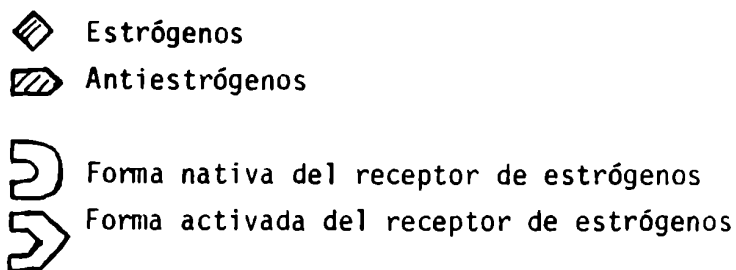 Estrógenos
Antiestrógenos
Forma nativa del receptor de estrógenos
Forma activada del receptor de estrógenos